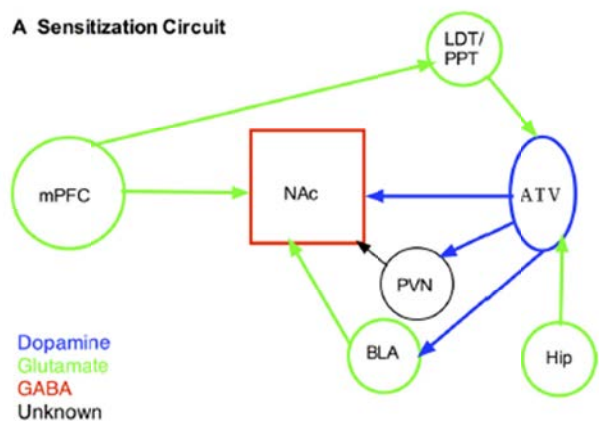 A Sensitization Circuit
LDT/
PPT
mPFC
NAc
ATV
PVN
BLA
Hip
Dopamine
Glutamate
GABA
Unknown